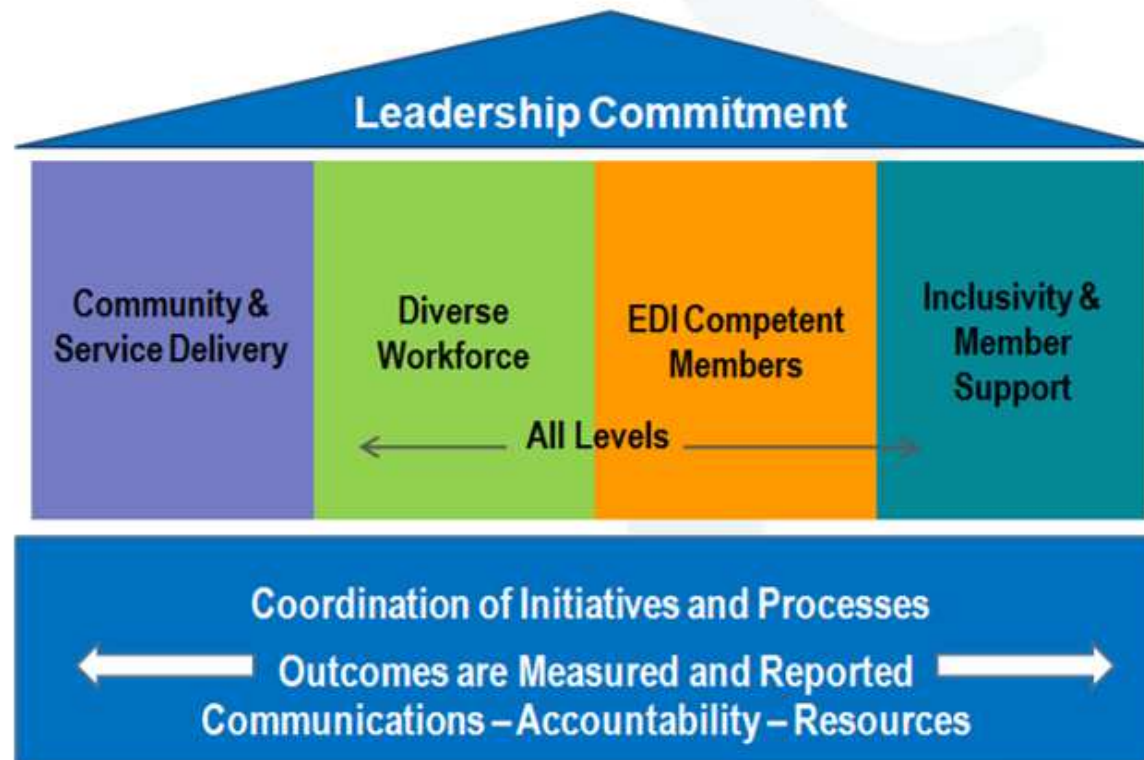 Leadership Commitment
Community &
Service Delivery
Diverse
Workforce
EDI Competent
Members
Inclusivity &
Member
Support
All Levels
Coordination of Initiatives and Processes
Outcomes are Measured and Reported
Communications – Accountability – Resources